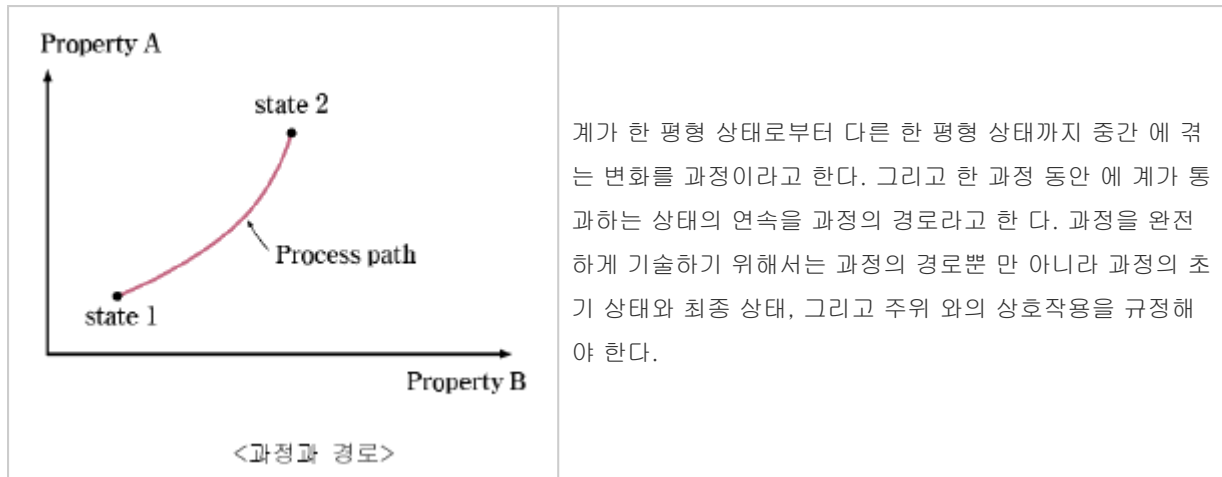 Property A
state 2
Process path
state 1
Property B
<과정과 경로>
계가 한 평형 상태로부터 다른 한 평형 상태까지 중간 에 겪
는 변화를 과정이라고 한다. 그리고 한 과정 동안 에 계가 통
과하는 상태의 연속을 과정의 경로라고 한 다. 과정을 완전
하게 기술하기 위해서는 과정의 경로뿐 만 아니라 과정의 초
기 상태와 최종 상태, 그리고 주위 와의 상호작용을 규정해
야 한다.